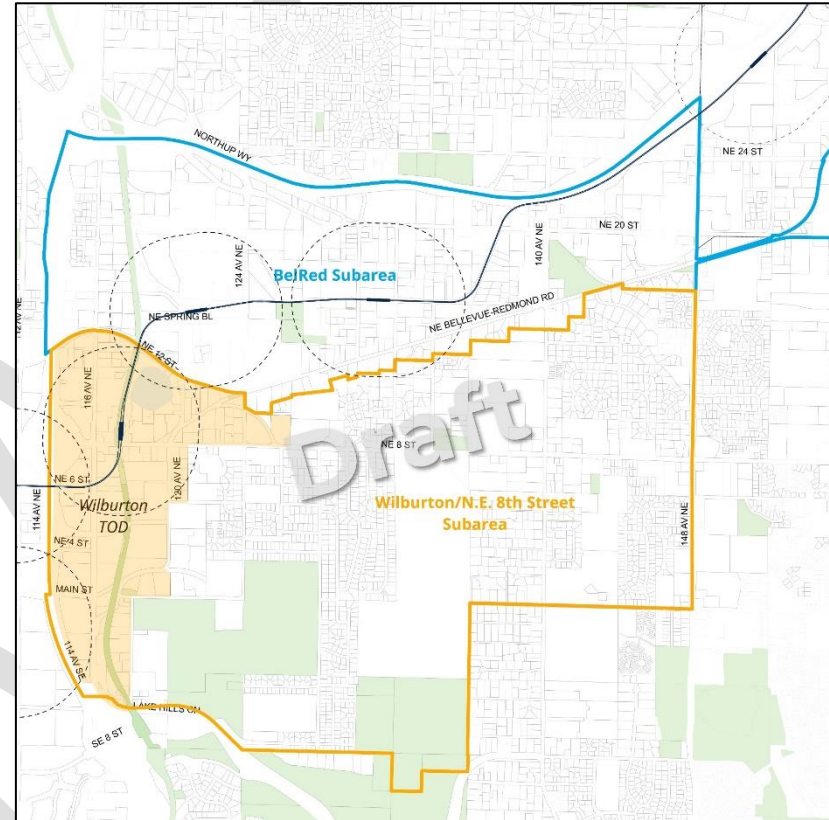 NORTHUP WY
NE 24 ST
NE 20 ST
140 AV NE
124 AV NE
BelRed Subarea
NE SPRING BL
NE BELLEVUE-REDMOND RD
NE 12 ST
116 AV NE
Draft
NE 8 ST
NE 6 ST
120 AV NE
114 AV NE
Wilburton
TOD
Wilburton/N.E. 8th Street
Subarea
148 AV NE
NE 4 ST
MAIN ST
114 AV SE
LAKE HILLS CN
SE 8 ST